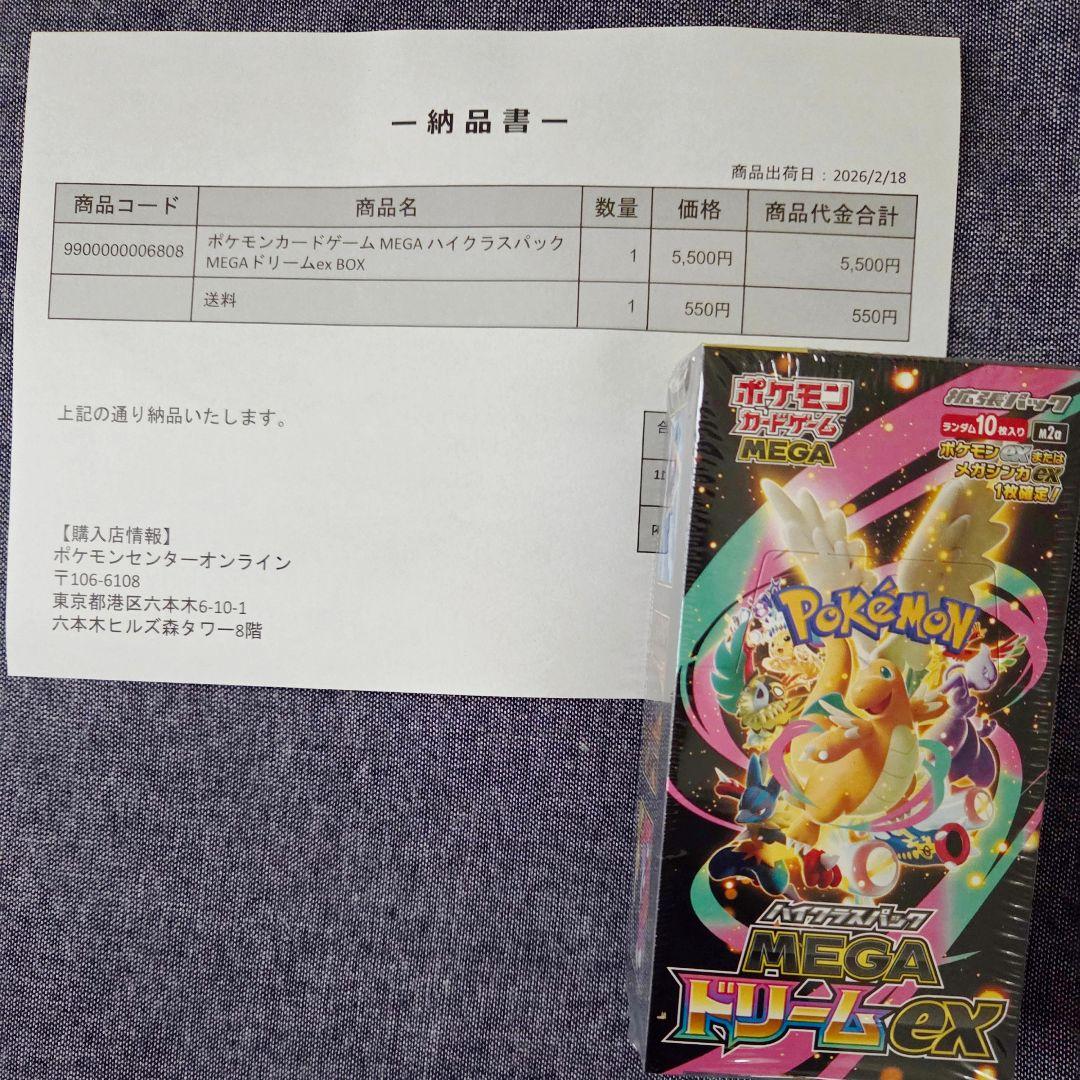 ー納品書ー
商品出荷日：2026/2/18
商品コード 商品名 数量 価格 商品代金合計
9900000006808 ポケモンカードゲーム MEGA ハイクラスパック
MEGAドリームex BOX 1 5,500円 5,500円
送料 1 550円 550円
上記の通り納品いたします。
【購入店情報】
ポケモンセンターオンライン
〒106-6108
東京都港区六本木6-10-1
六本木ヒルズ森タワー8階
ポケモン
カードゲーム
MEGA
拡張パック
ランダム10枚入り M2a
ポケモンexまたは
メガシンカex
1枚確定!
POKéMON
ハイクラスパック
MEGA
ドリームex